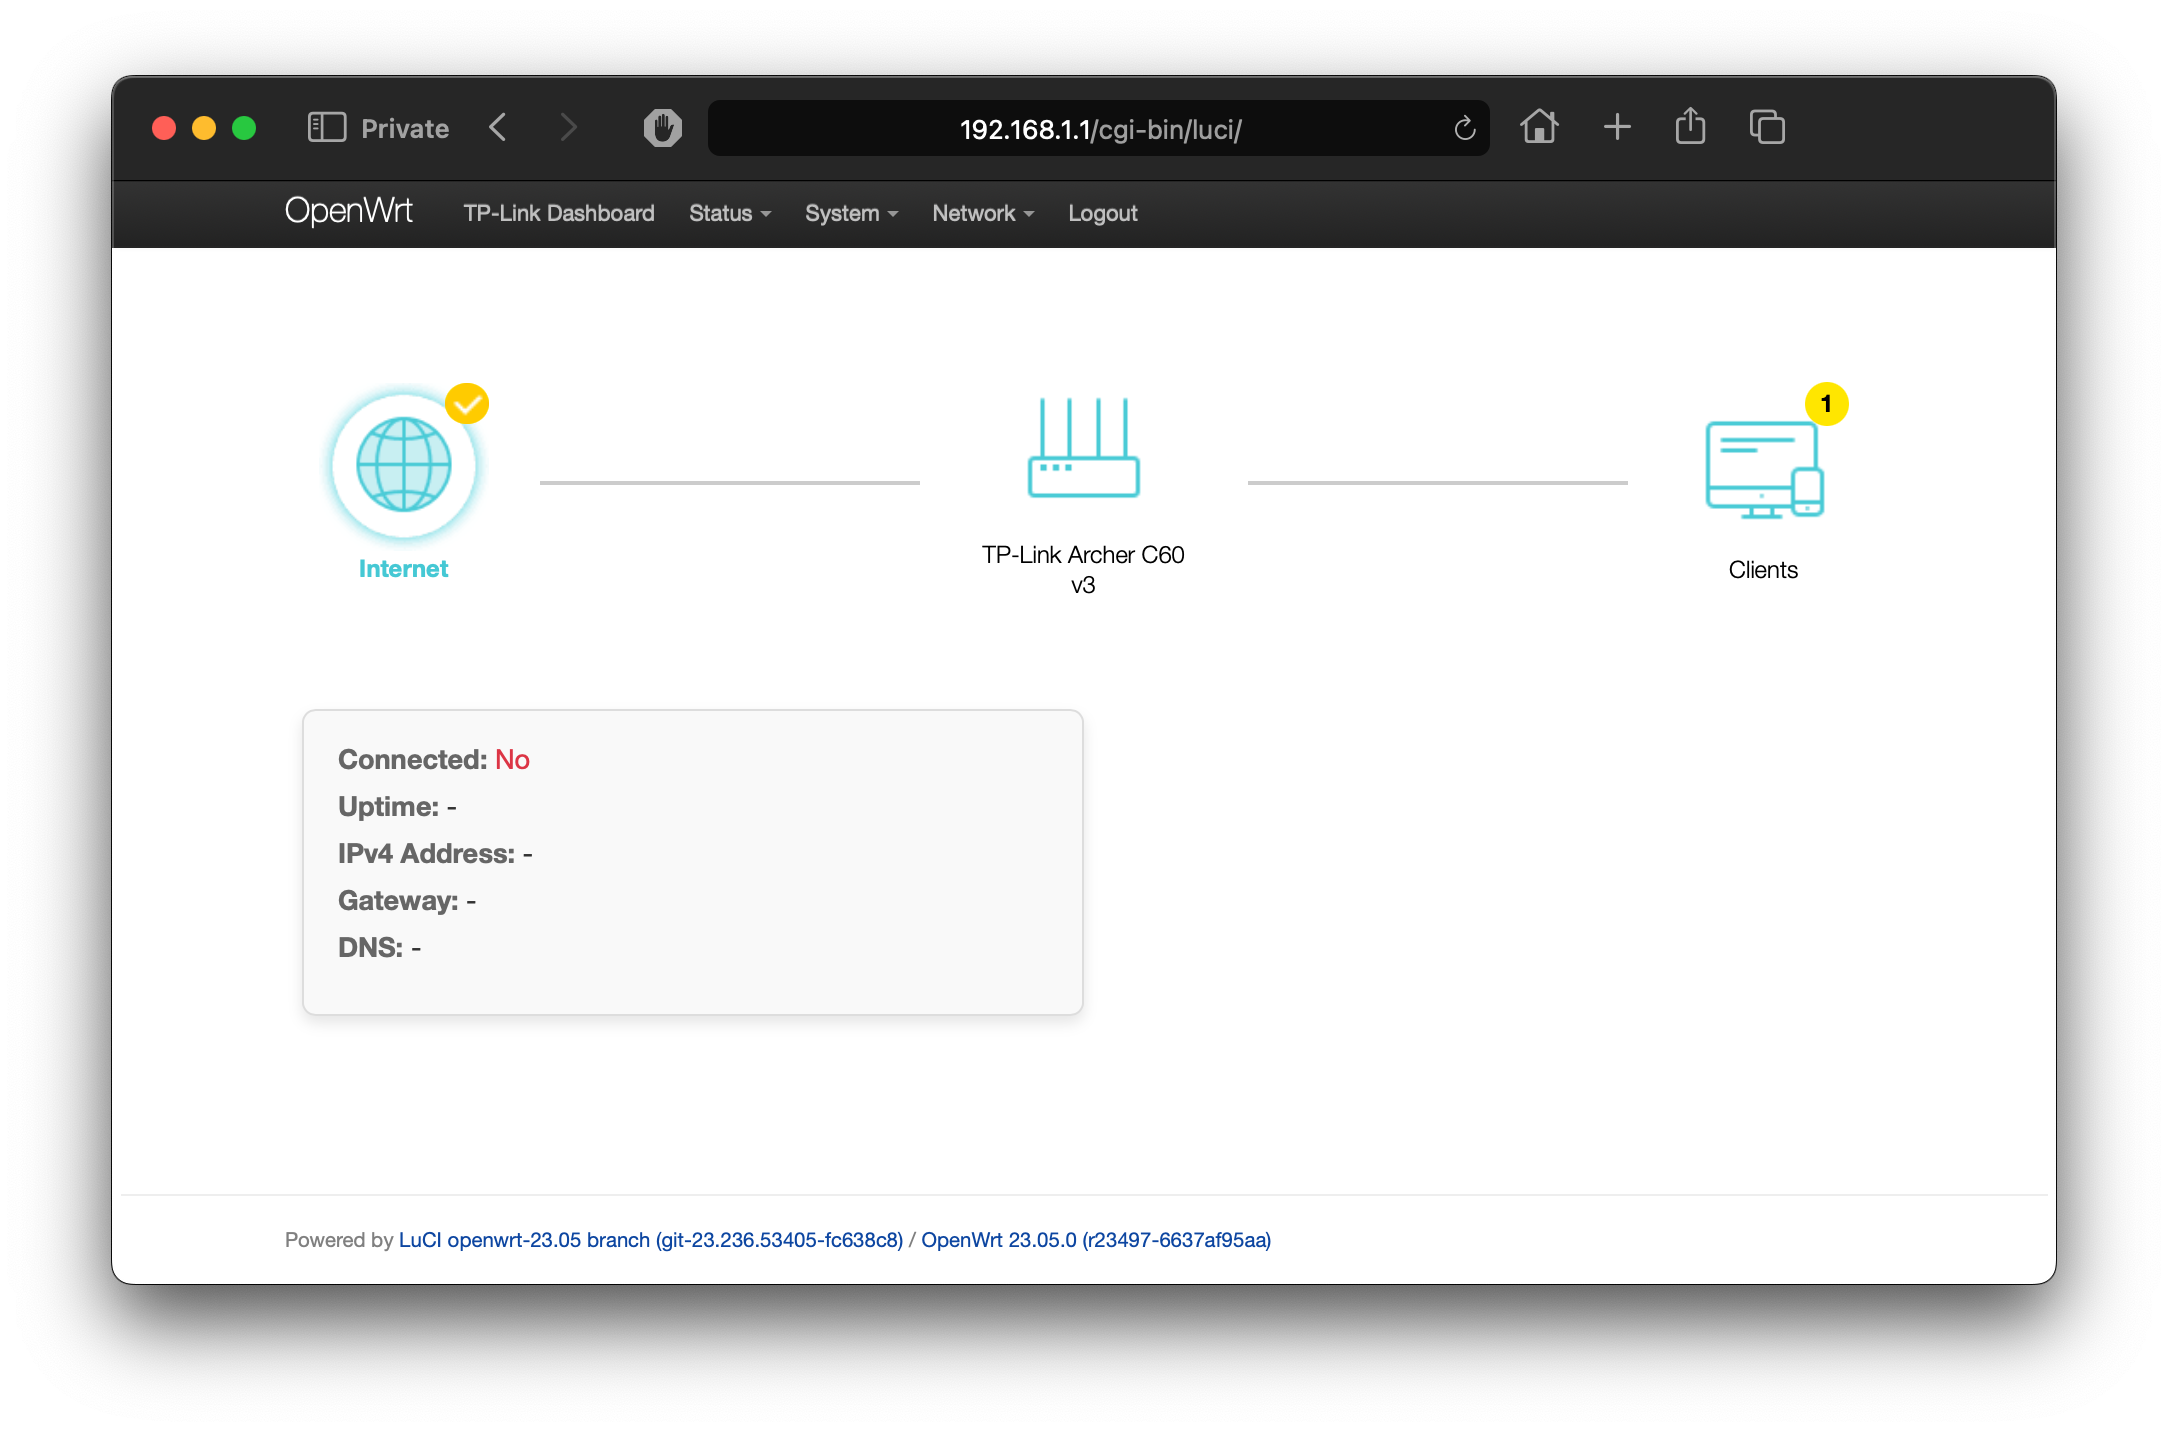 Private
192.168.1.1/cgi-bin/luci/
OpenWrt TP-Link Dashboard Status System Network Logout
1
Internet
TP-Link Archer C60
v3
Clients
Connected: No
Uptime: -
IPv4 Address: -
Gateway: -
DNS: -
Powered by LuCI openwrt-23.05 branch (git-23.236.53405-fc638c8) / OpenWrt 23.05.0 (r23497-6637af95aa)